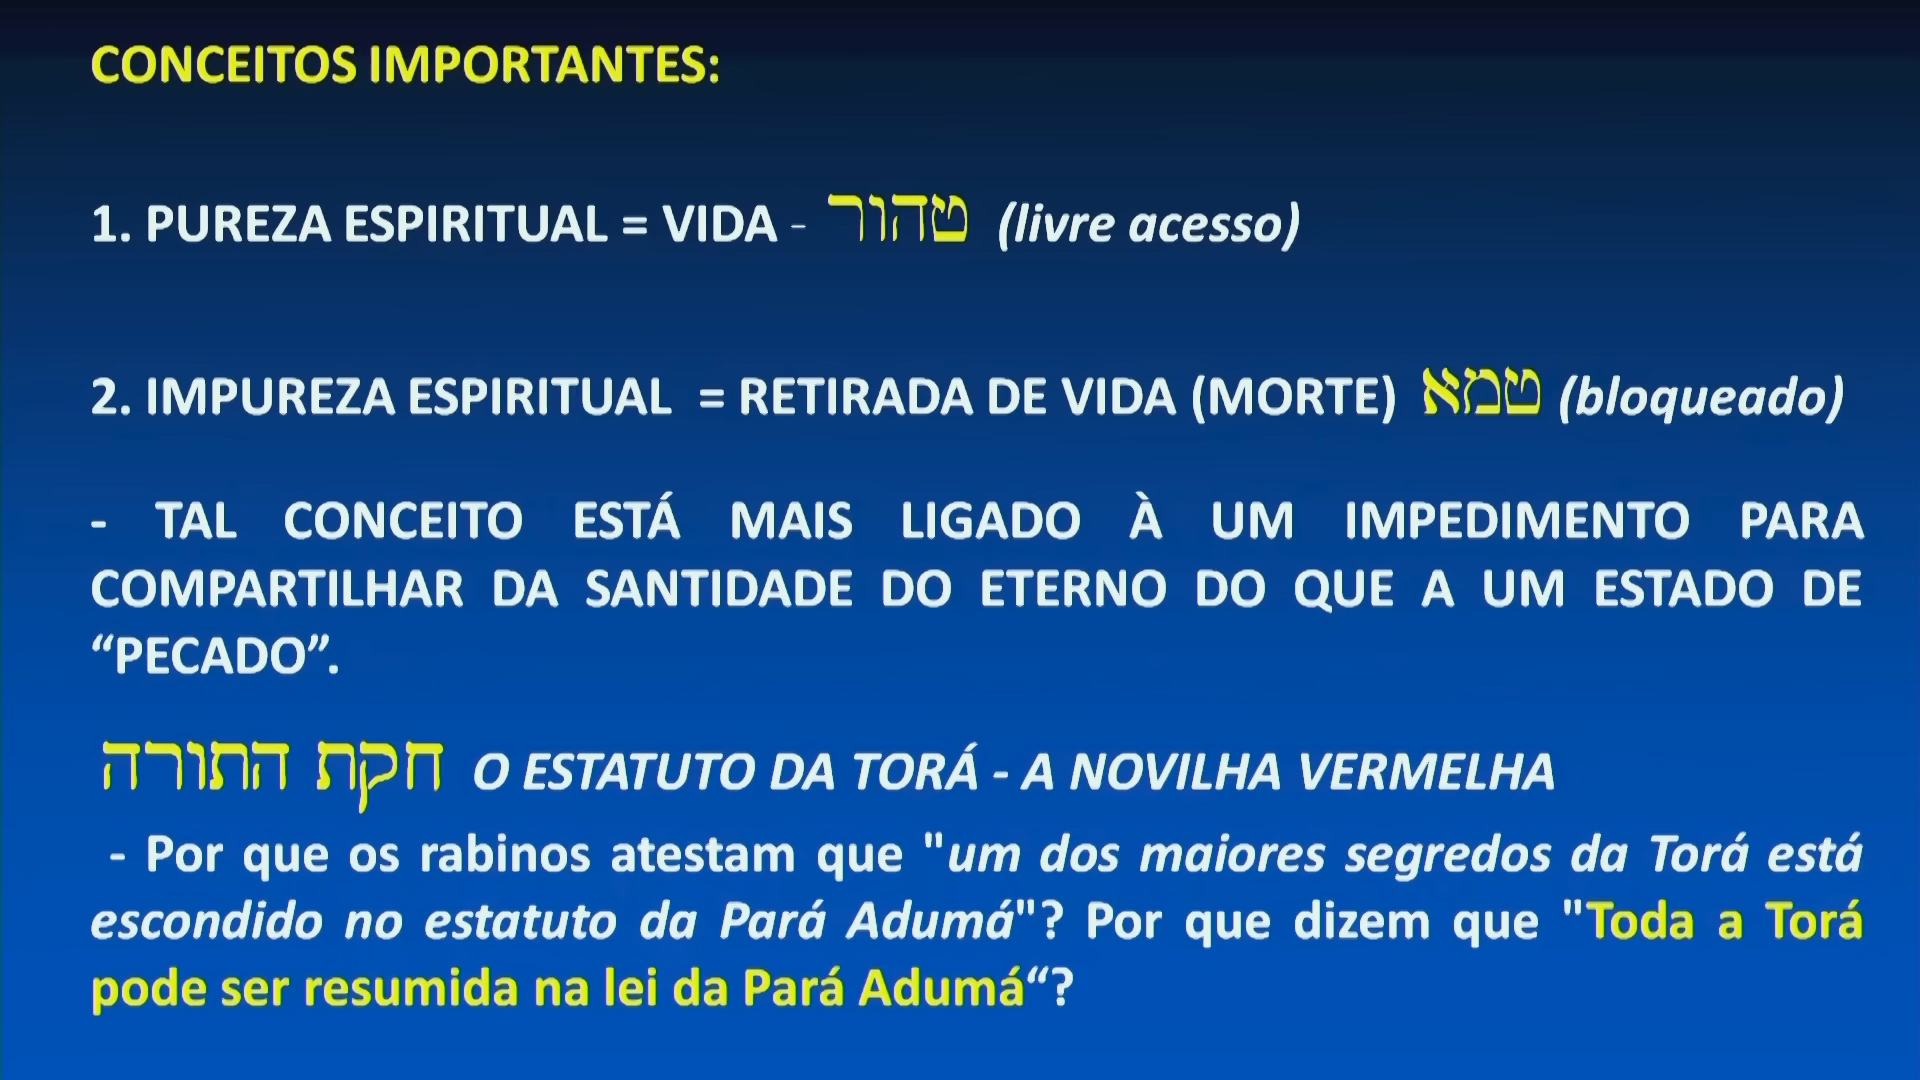 CONCEITOS IMPORTANTES:
1. PUREZA ESPIRITUAL = VIDA - טהור (livre acesso)
2. IMPUREZA ESPIRITUAL = RETIRADA DE VIDA (MORTE) טמא (bloqueado)
- TAL CONCEITO ESTÁ MAIS LIGADO À UM IMPEDIMENTO PARA
COMPARTILHAR DA SANTIDADE DO ETERNO DO QUE A UM ESTADO DE
“PECADO”.
חקת התורה O ESTATUTO DA TORÁ - A NOVILHA VERMELHA
- Por que os rabinos atestam que "um dos maiores segredos da Torá está
escondido no estatuto da Pará Adumá"? Por que dizem que "Toda a Torá
pode ser resumida na lei da Pará Adumá“?